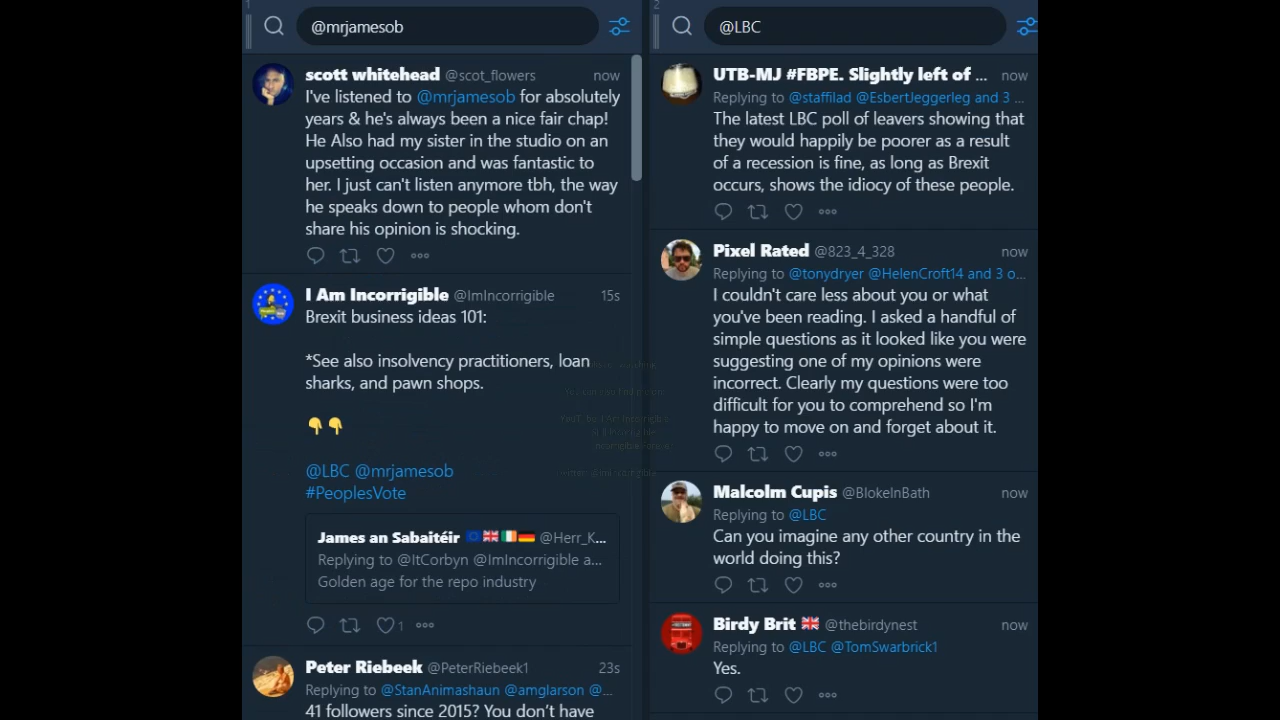 1
@mrjamesob
scott whitehead @scot_flowers now
I've listened to @mrjamesob for absolutely
years & he's always been a nice fair chap!
He Also had my sister in the studio on an
upsetting occasion and was fantastic to
her. I just can't listen anymore tbh, the way
he speaks down to people whom don't
share his opinion is shocking.
I Am Incorrigible @ImIncorrigible 15s
Brexit business ideas 101:
*See also insolvency practitioners, loan
sharks, and pawn shops.
👇👇
@LBC @mrjamesob
#PeoplesVote
James an Sabaitéir 🇪🇺🇬🇧🇮🇪🇩🇪 @Herr_K...
Replying to @ItCorbyn @ImIncorrigible a...
Golden age for the repo industry
1
Peter Riebeek @PeterRiebeek1 23s
Replying to @StanAnimashaun @amglarson @...
41 followers since 2015? You don't have
2
@LBC
UTB-MJ #FBPE. Slightly left of ... now
Replying to @staffilad @EsbertJeggerleg and 3 ...
The latest LBC poll of leavers showing that
they would happily be poorer as a result
of a recession is fine, as long as Brexit
occurs, shows the idiocy of these people.
Pixel Rated @823_4_328 now
Replying to @tonydryer @HelenCroft14 and 3 o...
I couldn't care less about you or what
you've been reading. I asked a handful of
simple questions as it looked like you were
suggesting one of my opinions were
incorrect. Clearly my questions were too
difficult for you to comprehend so I'm
happy to move on and forget about it.
Malcolm Cupis @BlokeInBath now
Replying to @LBC
Can you imagine any other country in the
world doing this?
Birdy Brit 🇬🇧 @thebirdynest now
Replying to @LBC @TomSwarbrick1
Yes.